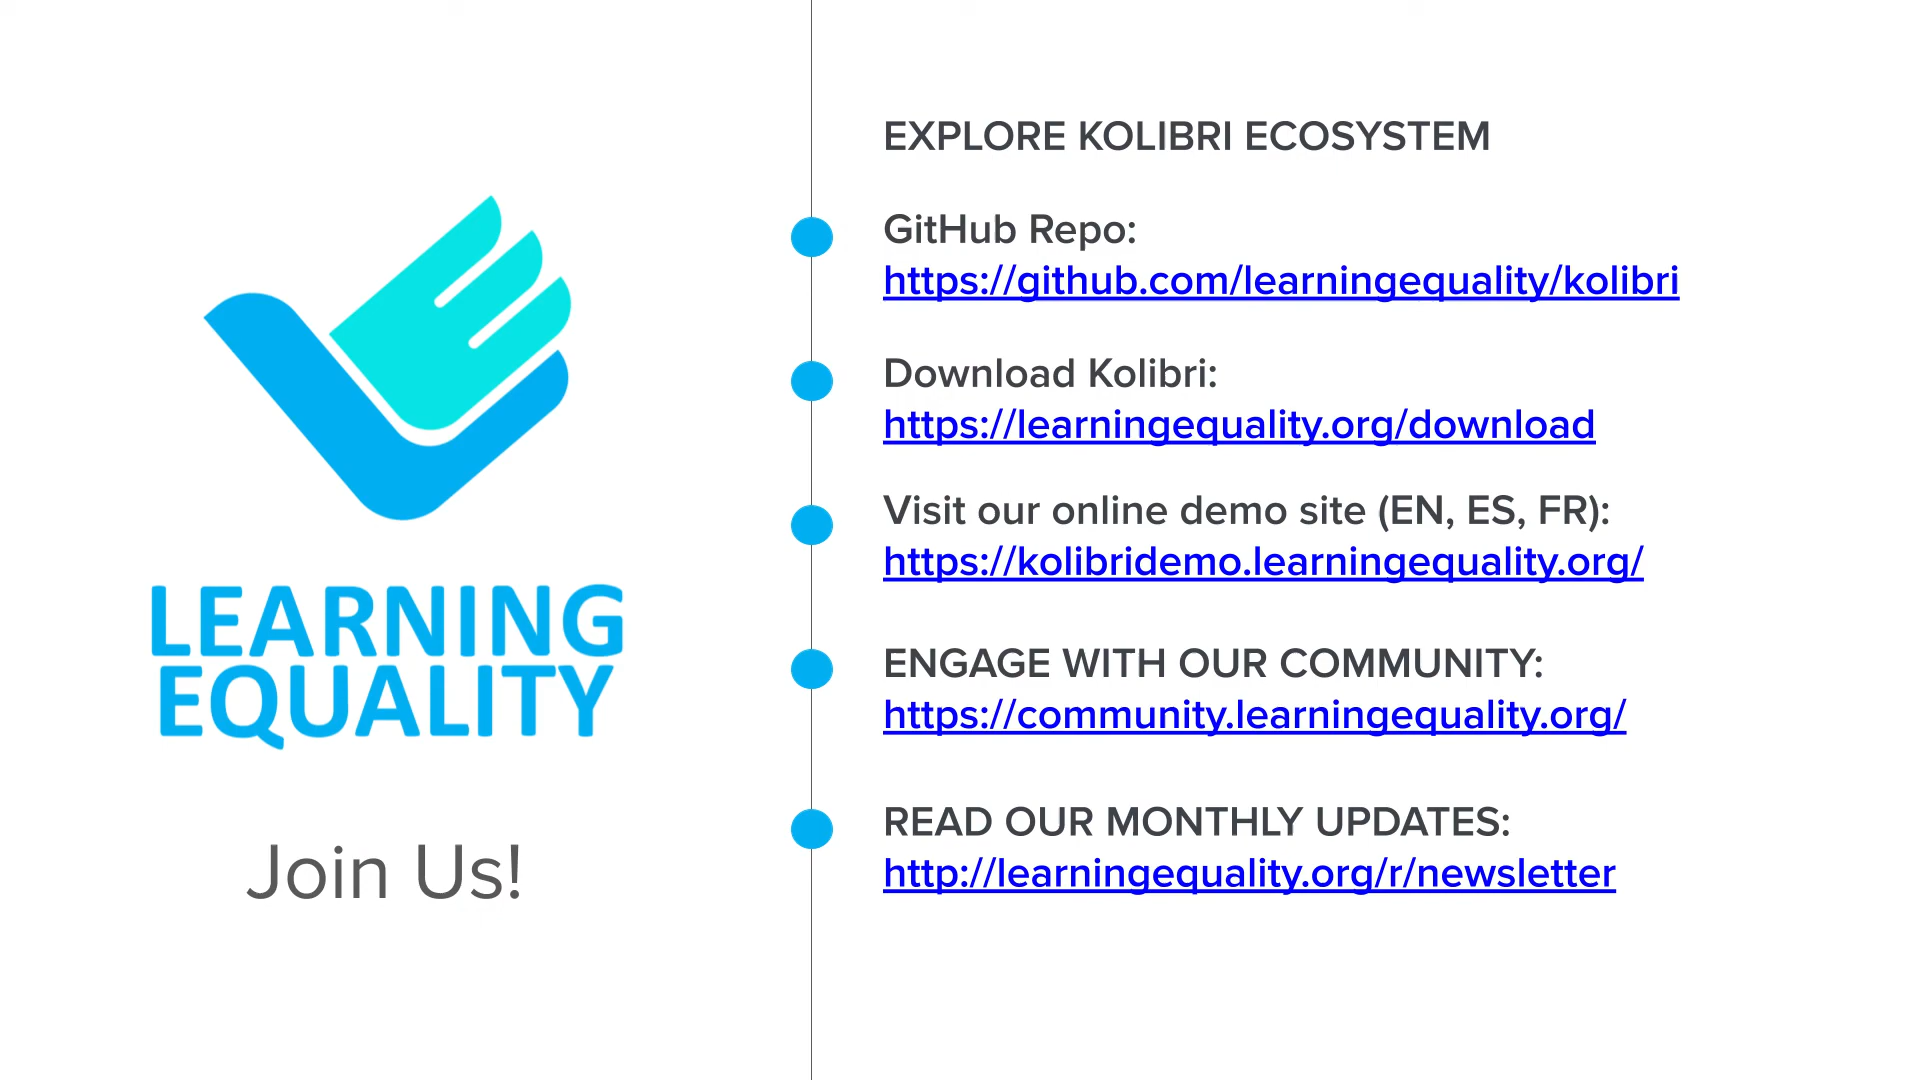 LEARNING
EQUALITY
Join Us!
EXPLORE KOLIBRI ECOSYSTEM
GitHub Repo:
https://github.com/learningequality/kolibri
Download Kolibri:
https://learningequality.org/download
Visit our online demo site (EN, ES, FR):
https://kolibridemo.learningequality.org/
ENGAGE WITH OUR COMMUNITY:
https://community.learningequality.org/
READ OUR MONTHLY UPDATES:
http://learningequality.org/r/newsletter